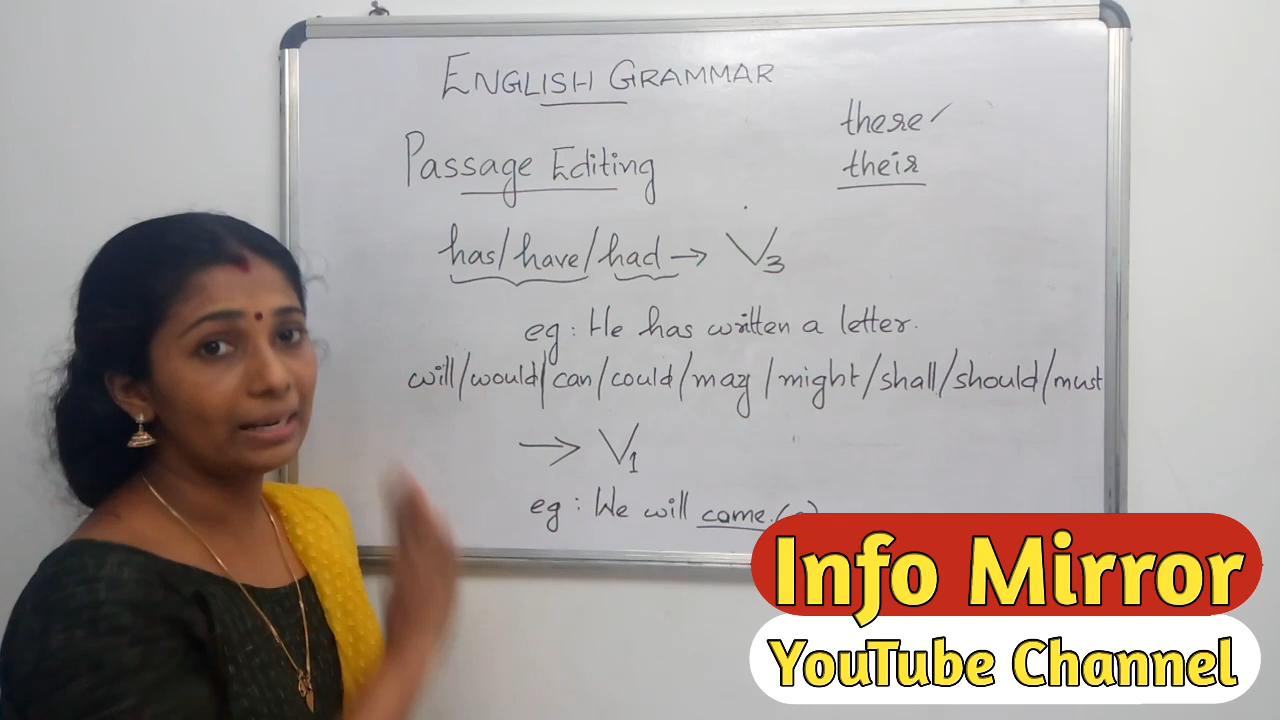 ENGLISH GRAMMAR
there
their
Passage Editing
has/have/had → V3
eg: He has written a letter.
will/would/can/could/may/might/shall/should/must
→ V1
eg: We will come.
Info Mirror
YouTube Channel